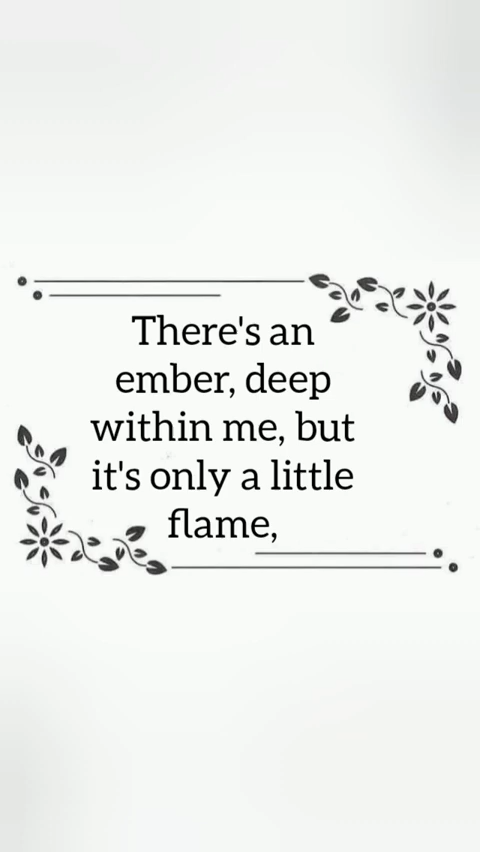 There's an
ember, deep
within me, but
it's only a little
flame,